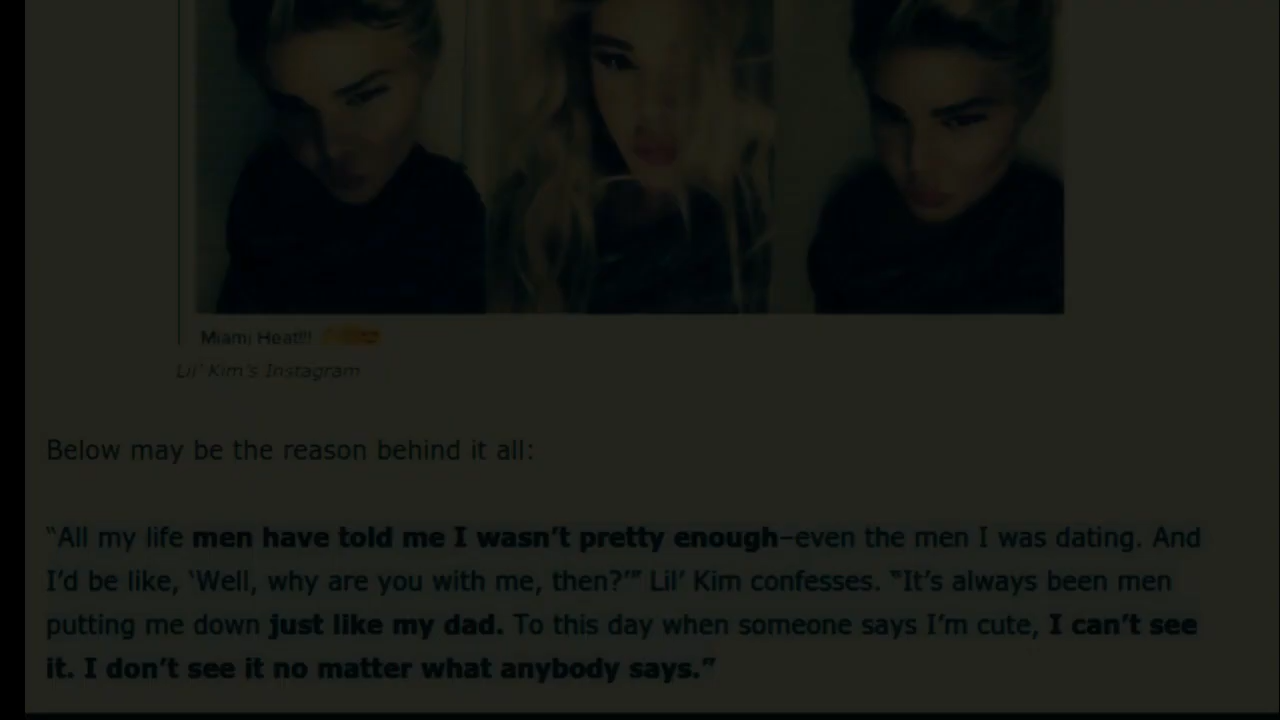 Miami Heat!!!
Lil' Kim's Instagram
Below may be the reason behind it all:
“All my life men have told me I wasn’t pretty enough–even the men I was dating. And
I’d be like, ‘Well, why are you with me, then?’” Lil’ Kim confesses. “It’s always been men
putting me down just like my dad. To this day when someone says I’m cute, I can’t see
it. I don’t see it no matter what anybody says.”